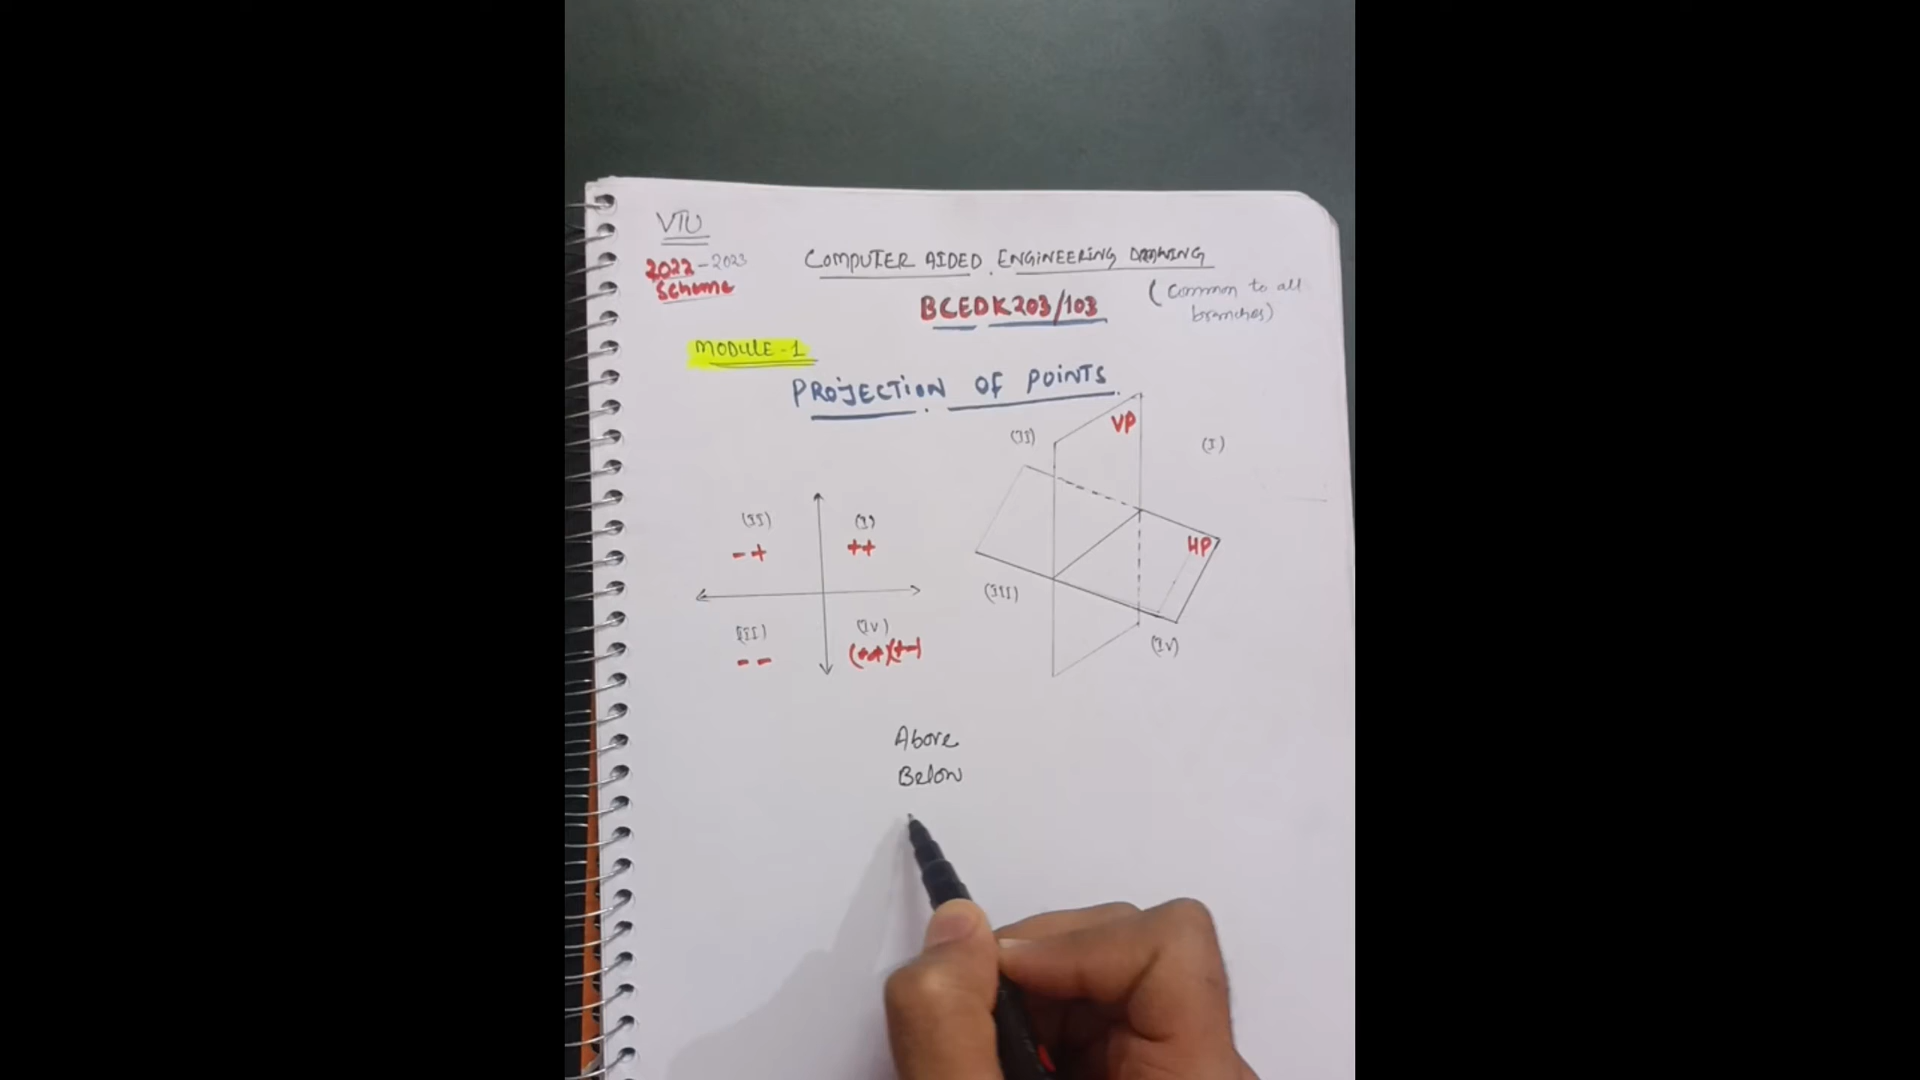 VTU
2022-2023
Scheme
COMPUTER AIDED ENGINEERING DRAWING
BCEDK203/103
(Common to all
branches)
MODULE-1
PROJECTION OF POINTS
VP
(II)
(I)
HP
(III)
(IV)
(II)
(I)
-+
++
(III)
(IV)
--
(+-)
Above
Below